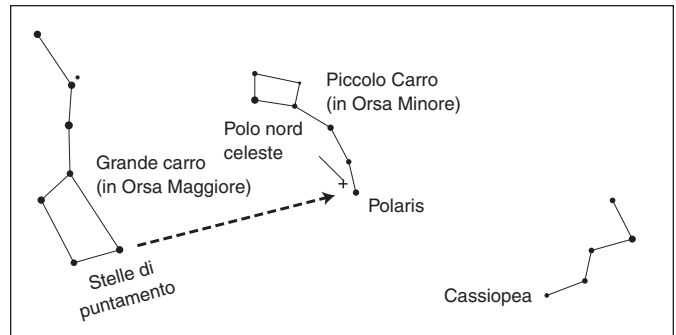 Piccolo Carro
(in Orsa Minore)
Polo nord
celeste
Grande carro
(in Orsa Maggiore)
Polaris
Stelle di
puntamento
Cassiopea